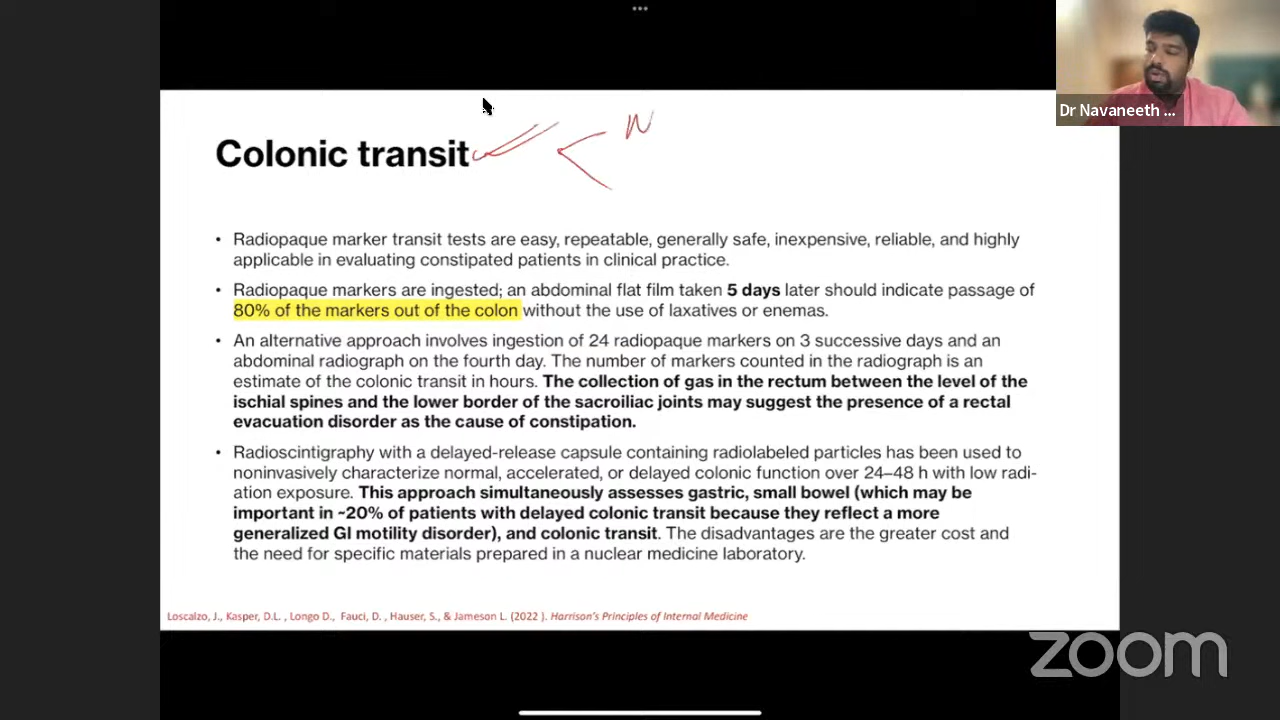 Dr Navaneeth ...
Colonic transit
N
• Radiopaque marker transit tests are easy, repeatable, generally safe, inexpensive, reliable, and highly
applicable in evaluating constipated patients in clinical practice.
• Radiopaque markers are ingested; an abdominal flat film taken 5 days later should indicate passage of
80% of the markers out of the colon without the use of laxatives or enemas.
• An alternative approach involves ingestion of 24 radiopaque markers on 3 successive days and an
abdominal radiograph on the fourth day. The number of markers counted in the radiograph is an
estimate of the colonic transit in hours. The collection of gas in the rectum between the level of the
ischial spines and the lower border of the sacroiliac joints may suggest the presence of a rectal
evacuation disorder as the cause of constipation.
• Radioscintigraphy with a delayed-release capsule containing radiolabeled particles has been used to
noninvasively characterize normal, accelerated, or delayed colonic function over 24–48 h with low radi-
ation exposure. This approach simultaneously assesses gastric, small bowel (which may be
important in ~20% of patients with delayed colonic transit because they reflect a more
generalized GI motility disorder), and colonic transit. The disadvantages are the greater cost and
the need for specific materials prepared in a nuclear medicine laboratory.
Loscalzo, J., Kasper, D.L. , Longo D., Fauci, D. , Hauser, S., & Jameson L. (2022 ). Harrison's Principles of Internal Medicine
zoom